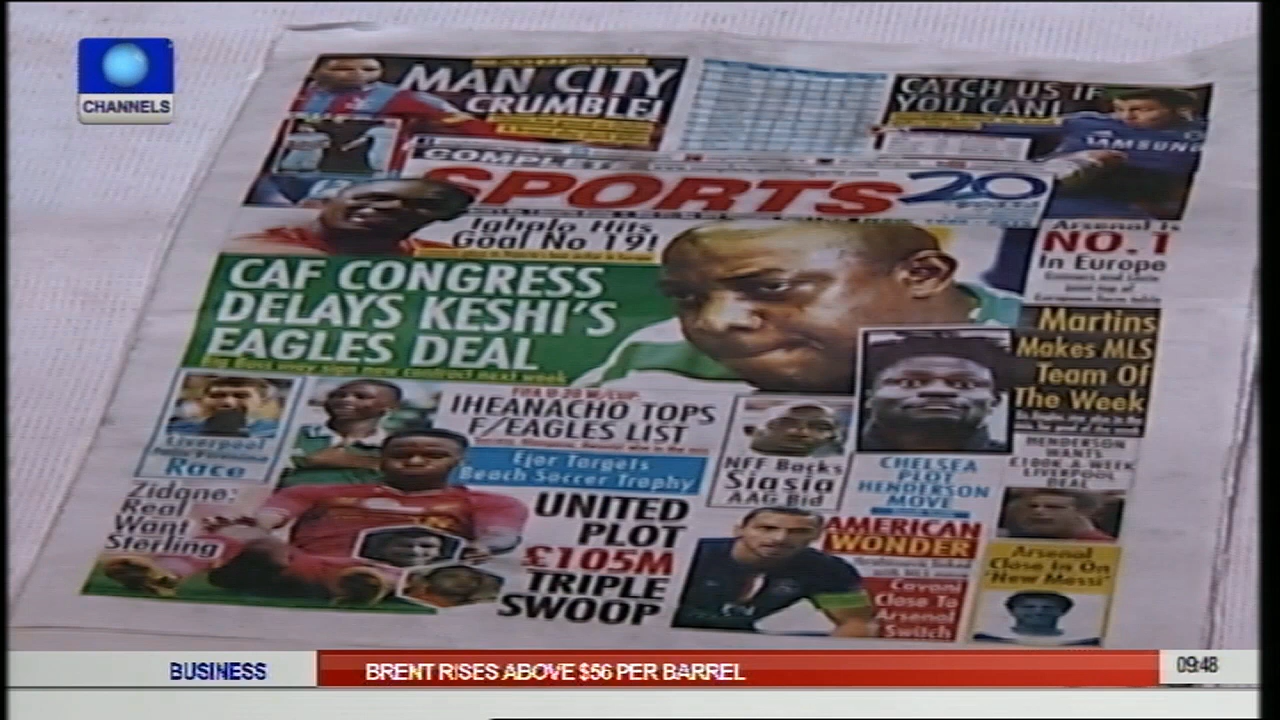 CHANNELS
MAN CITY
CRUMBLE!
CATCH US IF
YOU CAN!
SAMSUNG
COMPLETE
SPORTS 20
Ighalo Hits
Goal No 19!
Arsenal Is
NO. 1
In Europe
CAF CONGRESS
DELAYS KESHI'S
EAGLES DEAL
Martins
Makes MLS
Team Of
The Week
IHEANACHO TOPS
F/EAGLES LIST
Ejor Targets
Beach Soccer Trophy
NFF Backs
Siasia
AAG Bid
CHELSEA
PLOT
HENDERSON
MOVE
HENDERSON
WANTS
£100K-A-WEEK
LIVERPOOL
DEAL
Liverpool
Race
Zidane:
Real
Want
Sterling
UNITED
PLOT
£105M
TRIPLE
SWOOP
AMERICAN
WONDER
Cavani
Close To
Arsenal
Switch
Arsenal
Close In On
'New Messi'
BUSINESS
BRENT RISES ABOVE $56 PER BARREL
09:48